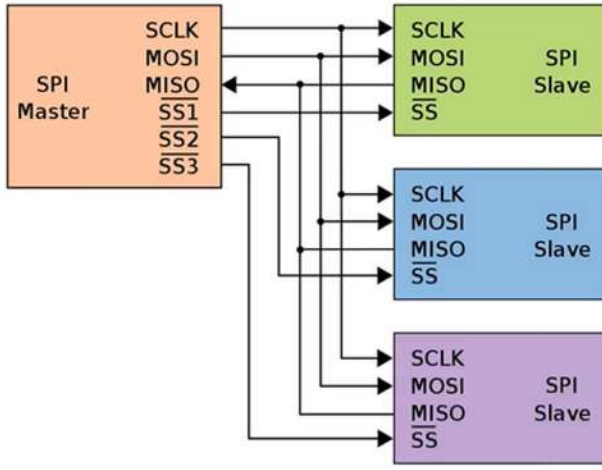 SPI
Master
SCLK
MOSI
MISO
SS1
SS2
SS3
SCLK
MOSI
MISO
SS
SPI
Slave
SCLK
MOSI
MISO
SS
SPI
Slave
SCLK
MOSI
MISO
SS
SPI
Slave